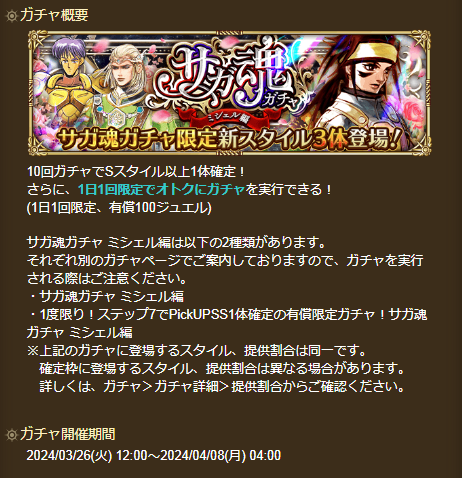 ガチャ概要
サガ魂
ガチャ
ミシェル編
サガ魂ガチャ限定新スタイル3体登場!
10回ガチャでSスタイル以上1体確定！
さらに、1日1回限定でオトクにガチャを実行できる！
(1日1回限定、有償100ジュエル)
サガ魂ガチャ ミシェル編は以下の2種類があります。
それぞれ別のガチャページでご案内しておりますので、ガチャを実行
される際はご注意ください。
・サガ魂ガチャ ミシェル編
・1度限り！ステップ7でPickUPSS1体確定の有償限定ガチャ！サガ魂
ガチャ ミシェル編
※上記のガチャに登場するスタイル、提供割合は同一です。
確定枠に登場するスタイル、提供割合は異なる場合があります。
詳しくは、ガチャ＞ガチャ詳細＞提供割合からご確認ください。
ガチャ開催期間
2024/03/26(火) 12:00～2024/04/08(月) 04:00